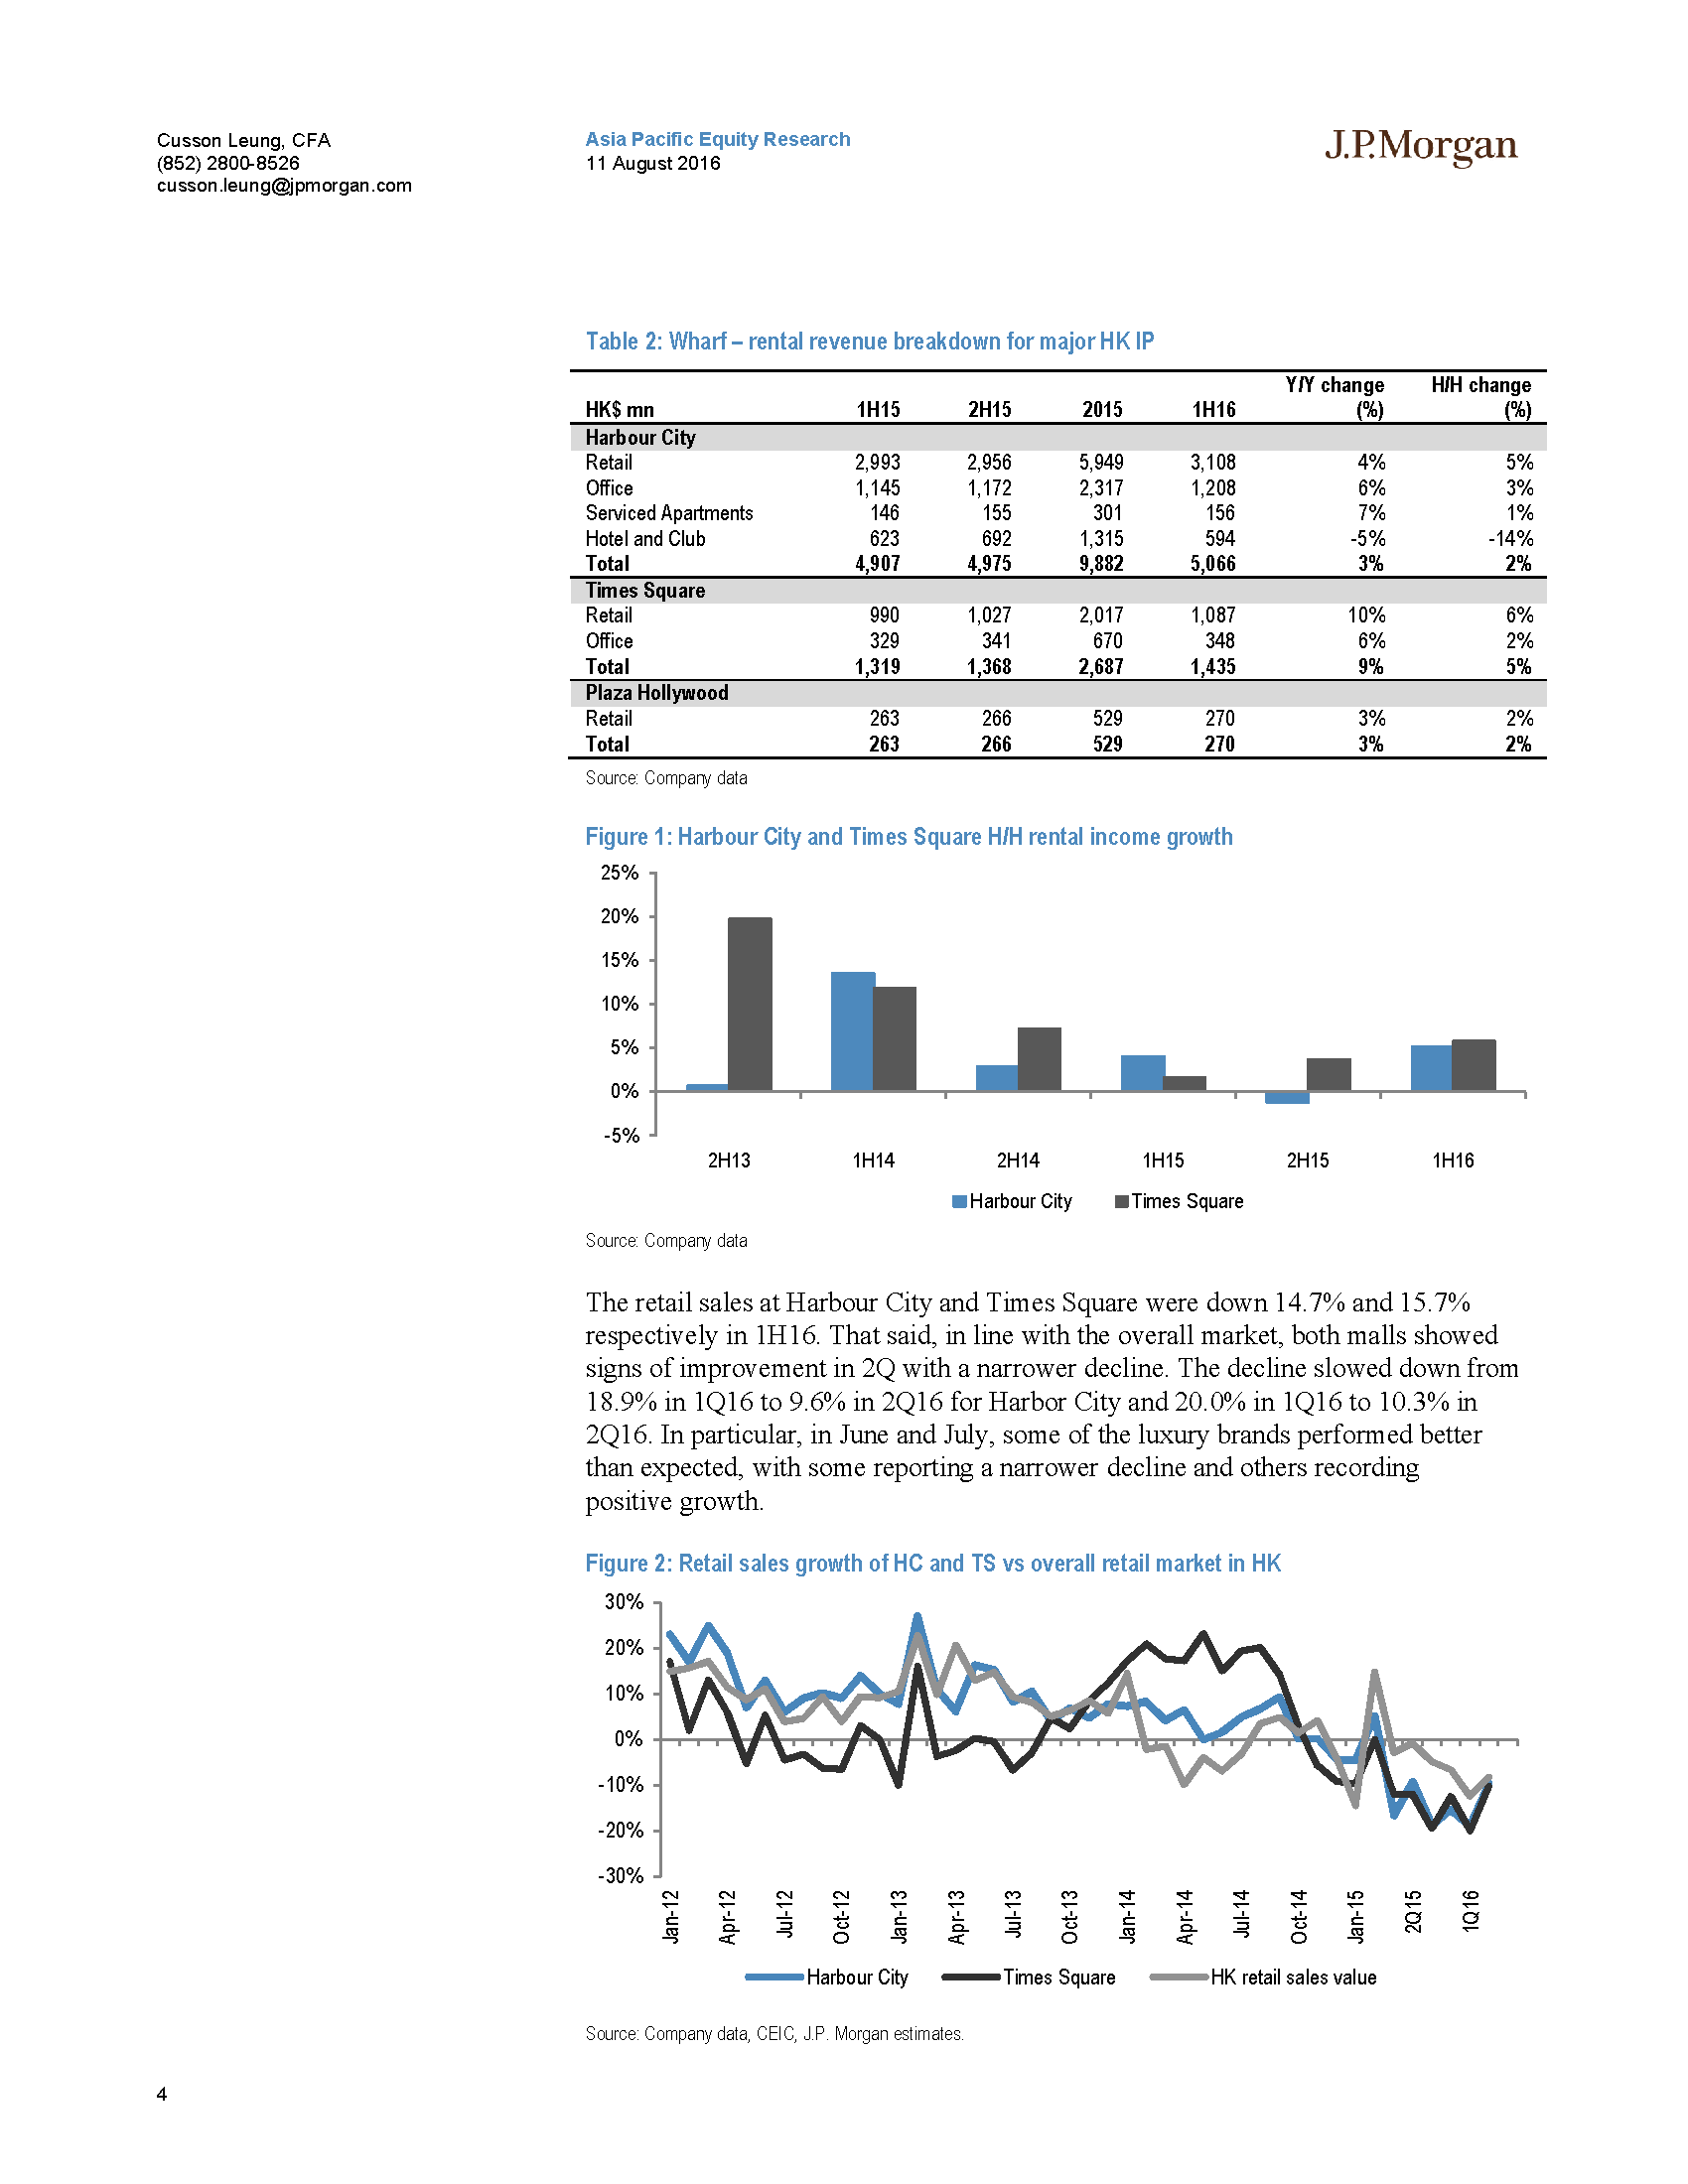 Cusson Leung, CFA
(852) 2800-8526
cusson.leung@jpmorgan.com
Asia Pacific Equity Research
11 August 2016
J.P.Morgan
Table 2: Wharf – rental revenue breakdown for major HK IP
HK$ mn 1H15 2H15 2015 1H16 Y/Y change (%) H/H change (%)
Harbour City
Retail 2,993 2,956 5,949 3,108 4% 5%
Office 1,145 1,172 2,317 1,208 6% 3%
Serviced Apartments 146 155 301 156 7% 1%
Hotel and Club 623 692 1,315 594 -5% -14%
Total 4,907 4,975 9,882 5,066 3% 2%
Times Square
Retail 990 1,027 2,017 1,087 10% 6%
Office 329 341 670 348 6% 2%
Total 1,319 1,368 2,687 1,435 9% 5%
Plaza Hollywood
Retail 263 266 529 270 3% 2%
Total 263 266 529 270 3% 2%
Source: Company data
Figure 1: Harbour City and Times Square H/H rental income growth
25%
20%
15%
10%
5%
0%
-5%
2H13 1H14 2H14 1H15 2H15 1H16
Harbour City Times Square
Source: Company data
The retail sales at Harbour City and Times Square were down 14.7% and 15.7%
respectively in 1H16. That said, in line with the overall market, both malls showed
signs of improvement in 2Q with a narrower decline. The decline slowed down from
18.9% in 1Q16 to 9.6% in 2Q16 for Harbor City and 20.0% in 1Q16 to 10.3% in
2Q16. In particular, in June and July, some of the luxury brands performed better
than expected, with some reporting a narrower decline and others recording
positive growth.
Figure 2: Retail sales growth of HC and TS vs overall retail market in HK
30%
20%
10%
0%
-10%
-20%
-30%
Jan-12 Apr-12 Jul-12 Oct-12 Jan-13 Apr-13 Jul-13 Oct-13 Jan-14 Apr-14 Jul-14 Oct-14 Jan-15 2Q15 1Q16
Harbour City Times Square HK retail sales value
Source: Company data, CEIC, J.P. Morgan estimates.
4